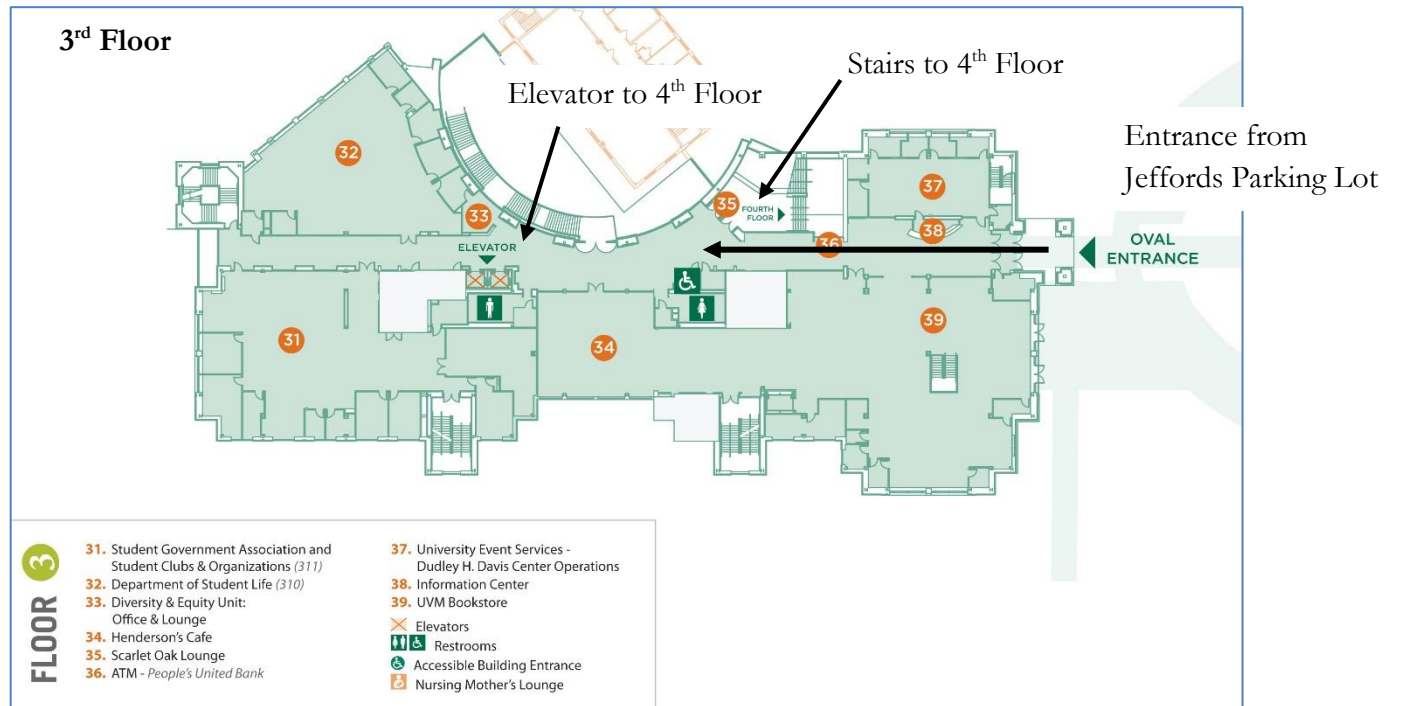 3rd Floor
Stairs to 4th Floor
Elevator to 4th Floor
Entrance from
Jeffords Parking Lot
32
37
35
FOURTH
FLOOR
33
38
36
ELEVATOR
OVAL
ENTRANCE
31
34
39
FLOOR 3
31. Student Government Association and
Student Clubs & Organizations (311)
32. Department of Student Life (310)
33. Diversity & Equity Unit:
Office & Lounge
34. Henderson's Cafe
35. Scarlet Oak Lounge
36. ATM - People's United Bank
37. University Event Services -
Dudley H. Davis Center Operations
38. Information Center
39. UVM Bookstore
Elevators
Restrooms
Accessible Building Entrance
Nursing Mother's Lounge